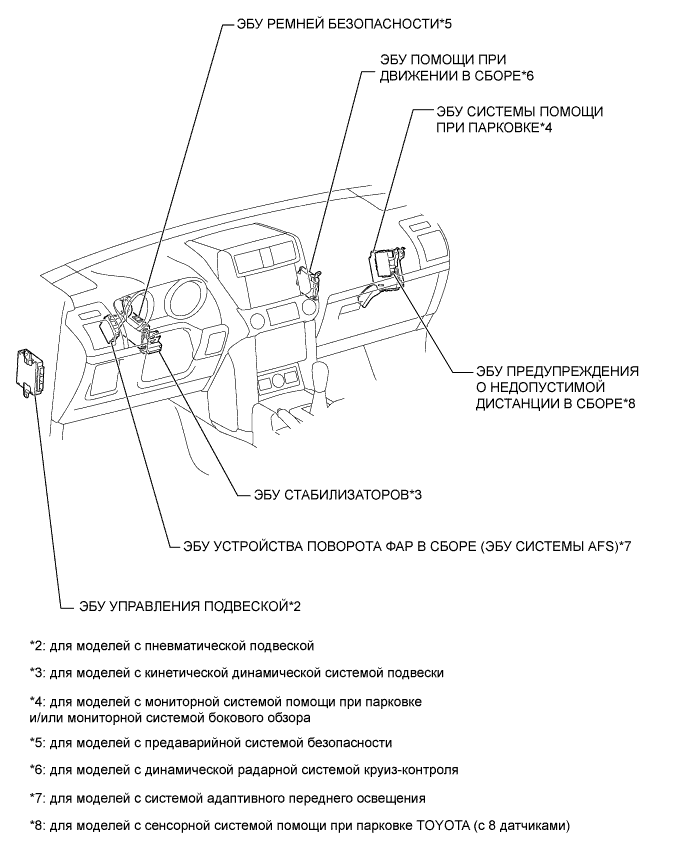 ЭБУ РЕМНЕЙ БЕЗОПАСНОСТИ*5
ЭБУ ПОМОЩИ ПРИ
ДВИЖЕНИИ В СБОРЕ*6
ЭБУ СИСТЕМЫ ПОМОЩИ
ПРИ ПАРКОВКЕ*4
ЭБУ ПРЕДУПРЕЖДЕНИЯ
О НЕДОПУСТИМОЙ
ДИСТАНЦИИ В СБОРЕ*8
ЭБУ СТАБИЛИЗАТОРОВ*3
ЭБУ УСТРОЙСТВА ПОВОРОТА ФАР В СБОРЕ (ЭБУ СИСТЕМЫ AFS)*7
ЭБУ УПРАВЛЕНИЯ ПОДВЕСКОЙ*2
*2: для моделей с пневматической подвеской
*3: для моделей с кинетической динамической системой подвески
*4: для моделей с мониторной системой помощи при парковке
и/или мониторной системой бокового обзора
*5: для моделей с предаварийной системой безопасности
*6: для моделей с динамической радарной системой круиз-контроля
*7: для моделей с системой адаптивного переднего освещения
*8: для моделей с сенсорной системой помощи при парковке TOYOTA (с 8 датчиками)